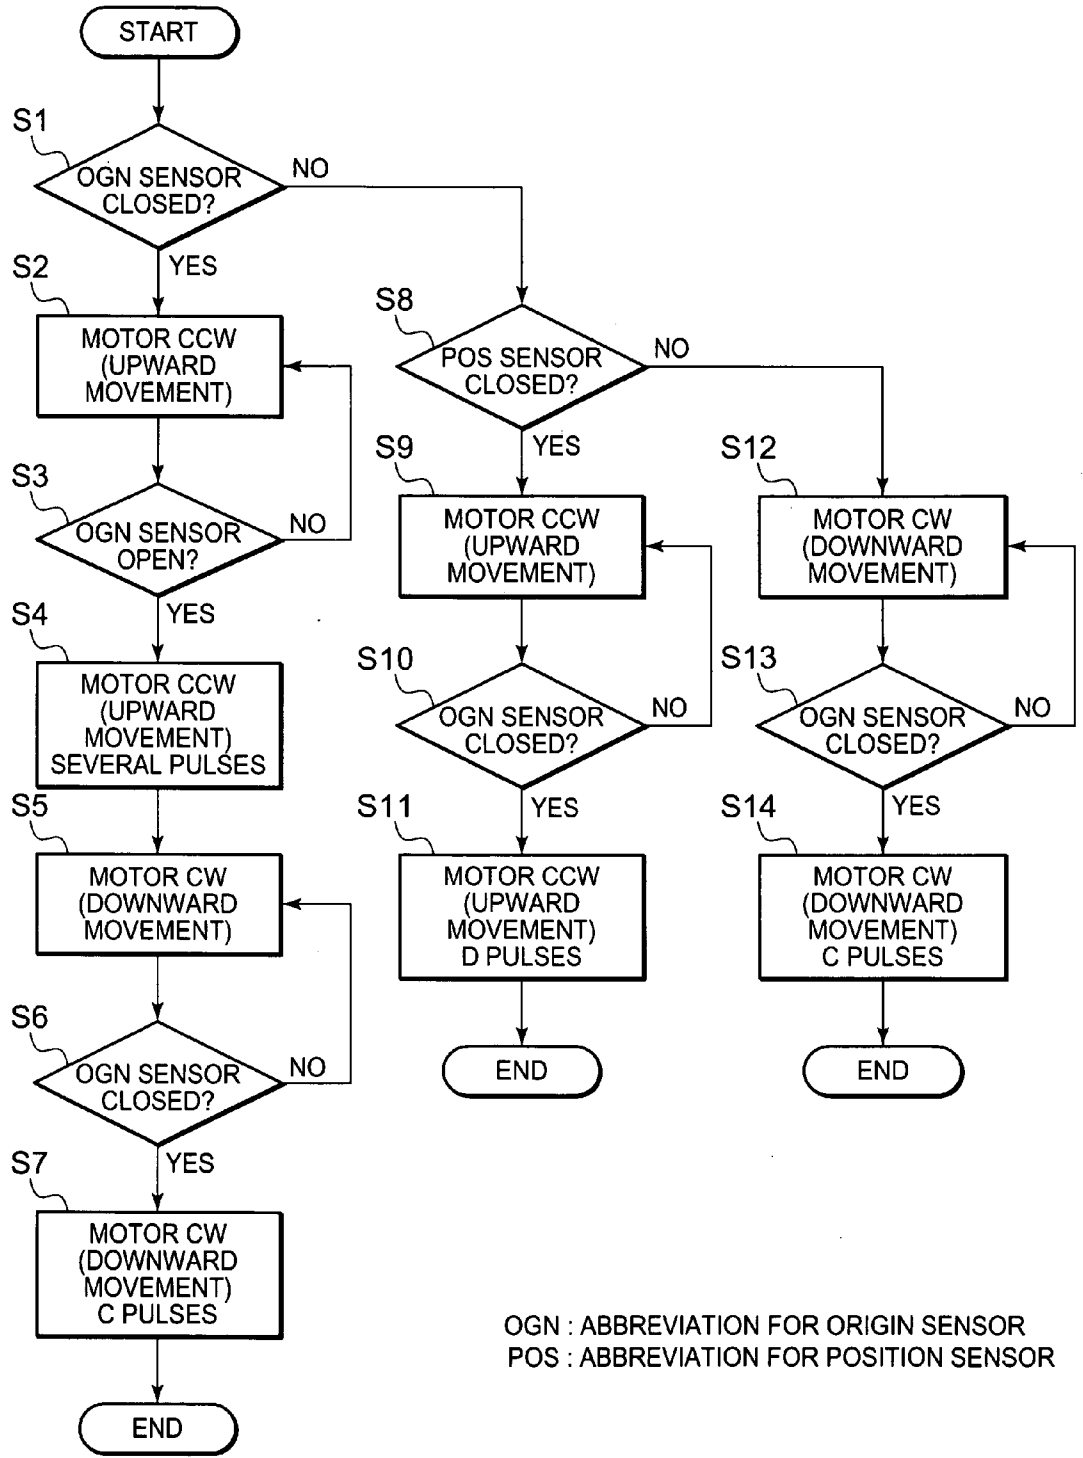 START
S1
OGN SENSOR
CLOSED?
NO
YES
S2
MOTOR CCW
(UPWARD
MOVEMENT)
S3
OGN SENSOR
OPEN?
NO
YES
S4
MOTOR CCW
(UPWARD
MOVEMENT)
SEVERAL PULSES
S5
MOTOR CW
(DOWNWARD
MOVEMENT)
S6
OGN SENSOR
CLOSED?
NO
YES
S7
MOTOR CW
(DOWNWARD
MOVEMENT)
C PULSES
END
S8
POS SENSOR
CLOSED?
NO
YES
S9
MOTOR CCW
(UPWARD
MOVEMENT)
S10
OGN SENSOR
CLOSED?
NO
YES
S11
MOTOR CCW
(UPWARD
MOVEMENT)
D PULSES
END
S12
MOTOR CW
(DOWNWARD
MOVEMENT)
S13
OGN SENSOR
CLOSED?
NO
YES
S14
MOTOR CW
(DOWNWARD
MOVEMENT)
C PULSES
END
OGN : ABBREVIATION FOR ORIGIN SENSOR
POS : ABBREVIATION FOR POSITION SENSOR